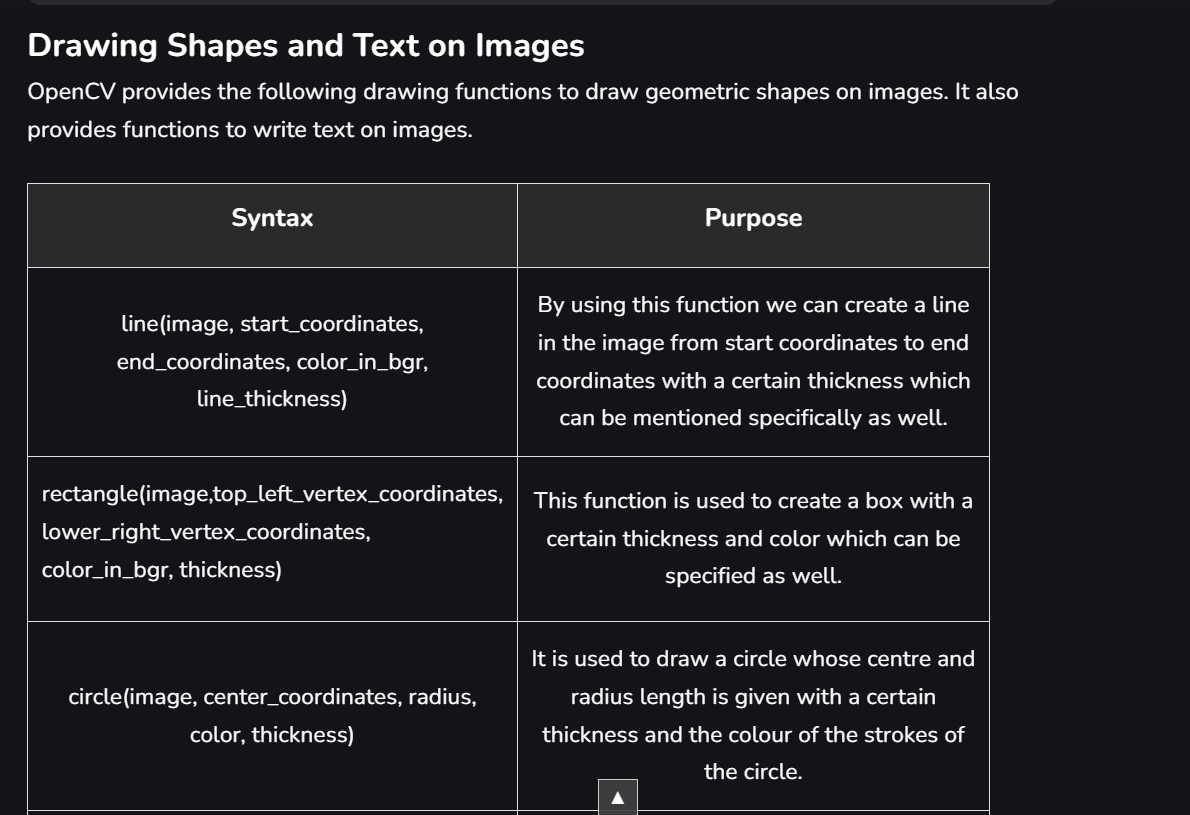 Drawing Shapes and Text on Images
OpenCV provides the following drawing functions to draw geometric shapes on images. It also
provides functions to write text on images.
Syntax
Purpose
line(image, start_coordinates,
end_coordinates, color_in_bgr,
line_thickness)
By using this function we can create a line
in the image from start coordinates to end
coordinates with a certain thickness which
can be mentioned specifically as well.
rectangle(image,top_left_vertex_coordinates,
lower_right_vertex_coordinates,
color_in_bgr, thickness)
This function is used to create a box with a
certain thickness and color which can be
specified as well.
circle(image, center_coordinates, radius,
color, thickness)
It is used to draw a circle whose centre and
radius length is given with a certain
thickness and the colour of the strokes of
the circle.